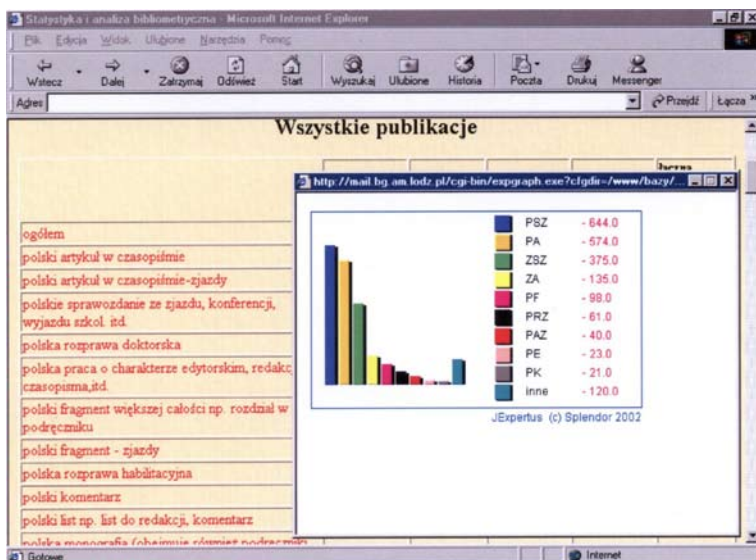 Statystyka i analiza bibliometryczna - Microsoft Internet Explorer
Plik Edycja Widok Ulubione Narzędzia Pomoc
Wstecz Dalej Zatrzymaj Odśwież Start Wyszukaj Ulubione Historia Poczta Drukuj Messenger
Adres Przejdź Łącza »
Wszystkie publikacje
łączna
http://mail.bg.am.lodz.pl/cgi-bin/expgraph.exe?cfgdir=/www/bazy/...
PSZ - 644.0
PA - 574.0
ZSZ - 375.0
ZA - 135.0
PF - 98.0
PRZ - 61.0
PAZ - 40.0
PE - 23.0
PK - 21.0
inne - 120.0
JExpertus (c) Splendor 2002
ogółem
polski artykuł w czasopiśmie
polski artykuł w czasopiśmie-zjazdy
polskie sprawozdanie ze zjazdu, konferencji,
wyjazdu szkol. itd.
polska rozprawa doktorska
polska praca o charakterze edytorskim, redakc
czasopisma,itd.
polski fragment większej całości np. rozdział w
podręczniku
polski fragment - zjazdy
polska rozprawa habilitacyjna
polski komentarz
polski list np. list do redakcji, komentarz
polska monografia (obejmuje również podręczniki
Gotowe Internet